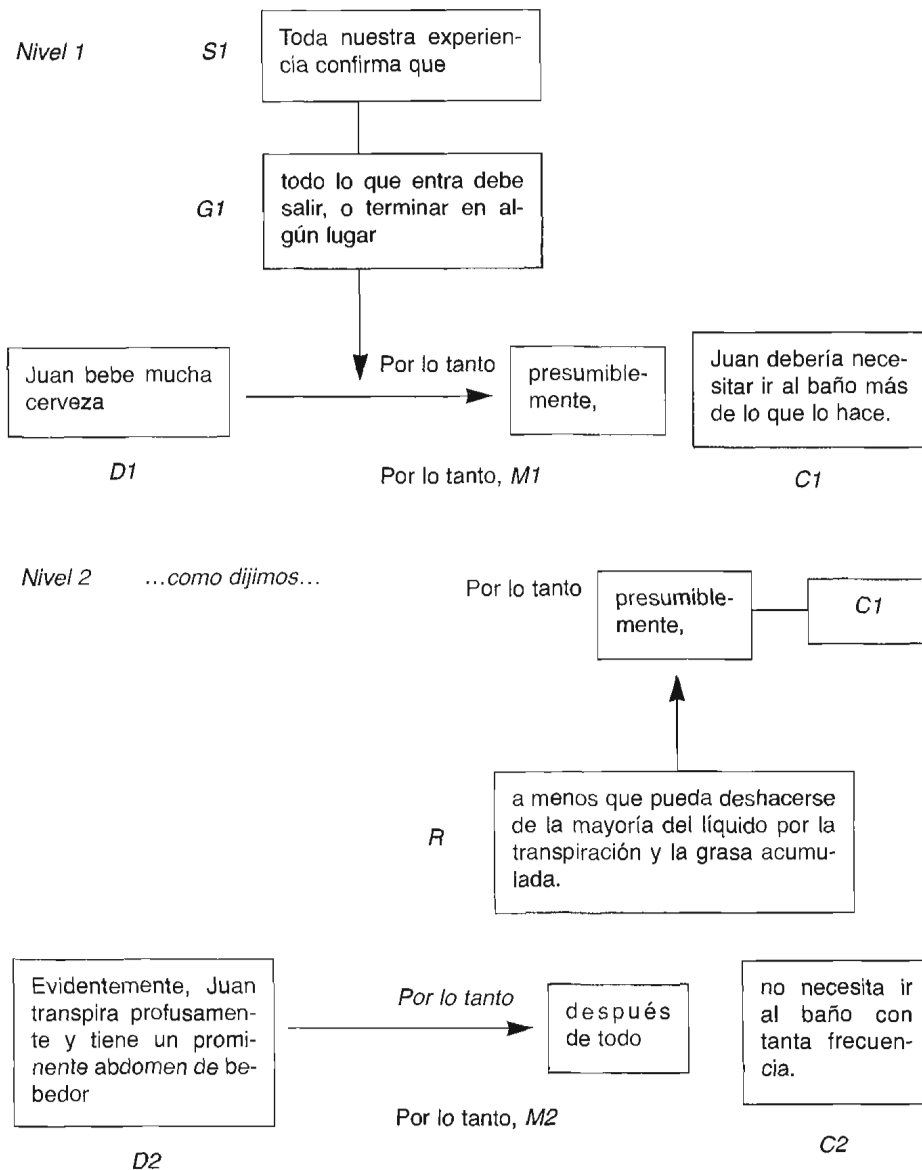 Nivel 1
S1
Toda nuestra experien-
cia confirma que
G1
todo lo que entra debe
salir, o terminar en al-
gún lugar
Juan bebe mucha
cerveza
D1
Por lo tanto
presumible-
mente,
Juan debería nece-
sitar ir al baño más
de lo que lo hace.
Por lo tanto, M1
C1
Nivel 2
...como dijimos...
Por lo tanto
presumible-
mente,
C1
R
a menos que pueda deshacerse
de la mayoría del líquido por la
transpiración y la grasa acumu-
lada.
Evidentemente, Juan
transpira profusamen-
te y tiene un promi-
nente abdomen de be-
bedor
D2
Por lo tanto
después
de todo
no necesita ir
al baño con
tanta frecuen-
cia.
Por lo tanto, M2
C2